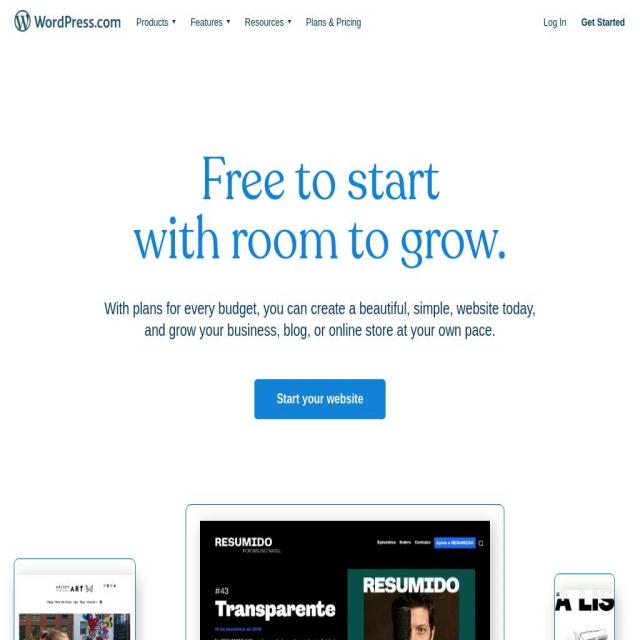 WordPress.com Products Features Resources Plans & Pricing Log In Get Started
Free to start
with room to grow.
With plans for every budget, you can create a beautiful, simple, website today,
and grow your business, blog, or online store at your own pace.
Start your website
RESUMIDO
POR BRUNO NATAL
Episódios Sobre Contato Apoie o RESUMIDO
#43
Transparente
RESUMIDO
ART
A LIS